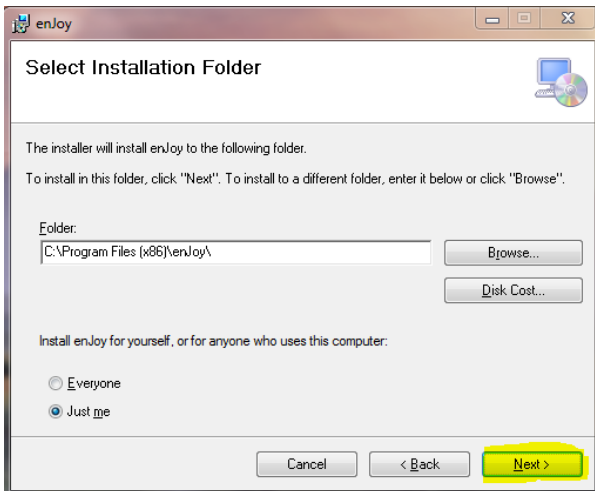 enJoy
Select Installation Folder
The installer will install enJoy to the following folder.
To install in this folder, click "Next". To install to a different folder, enter it below or click "Browse".
Folder:
C:\Program Files (x86)\enJoy\
Browse...
Disk Cost...
Install enJoy for yourself, or for anyone who uses this computer:
Everyone
Just me
Cancel
< Back
Next >